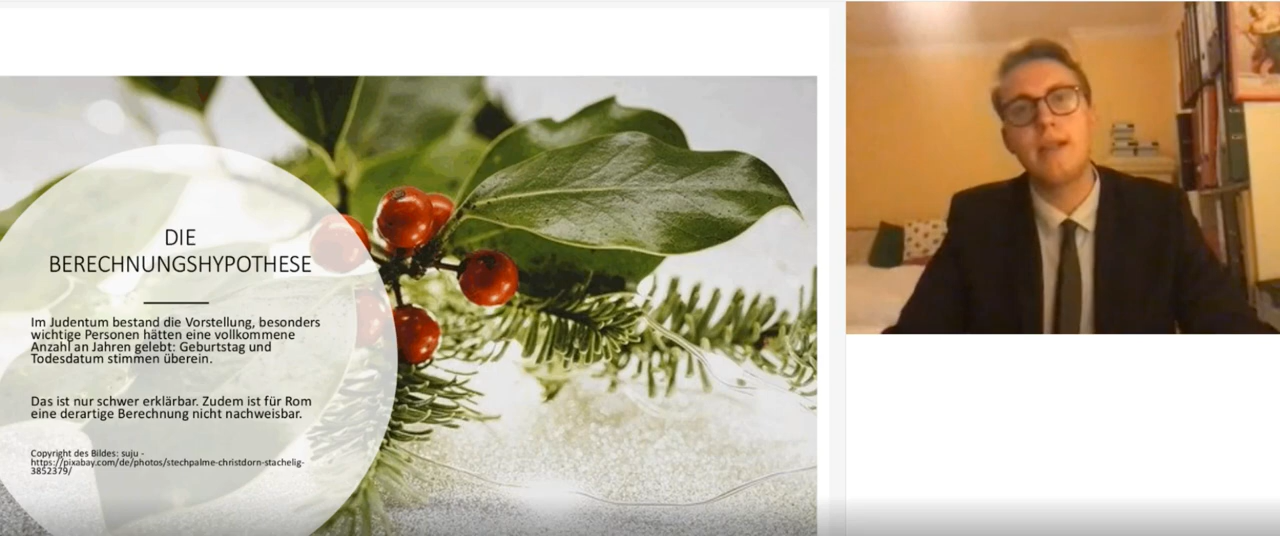 DIE
BERECHNUNGSHYPOTHESE
Im Judentum bestand die Vorstellung, besonders
wichtige Personen hätten eine vollkommene
Anzahl an Jahren gelebt: Geburtstag und
Todesdatum stimmen überein.
Das ist nur schwer erklärbar. Zudem ist für Rom
eine derartige Berechnung nicht nachweisbar.
Copyright des Bildes: suju -
https://pixabay.com/de/photos/stechpalme-christdorn-stachelig-
3852379/